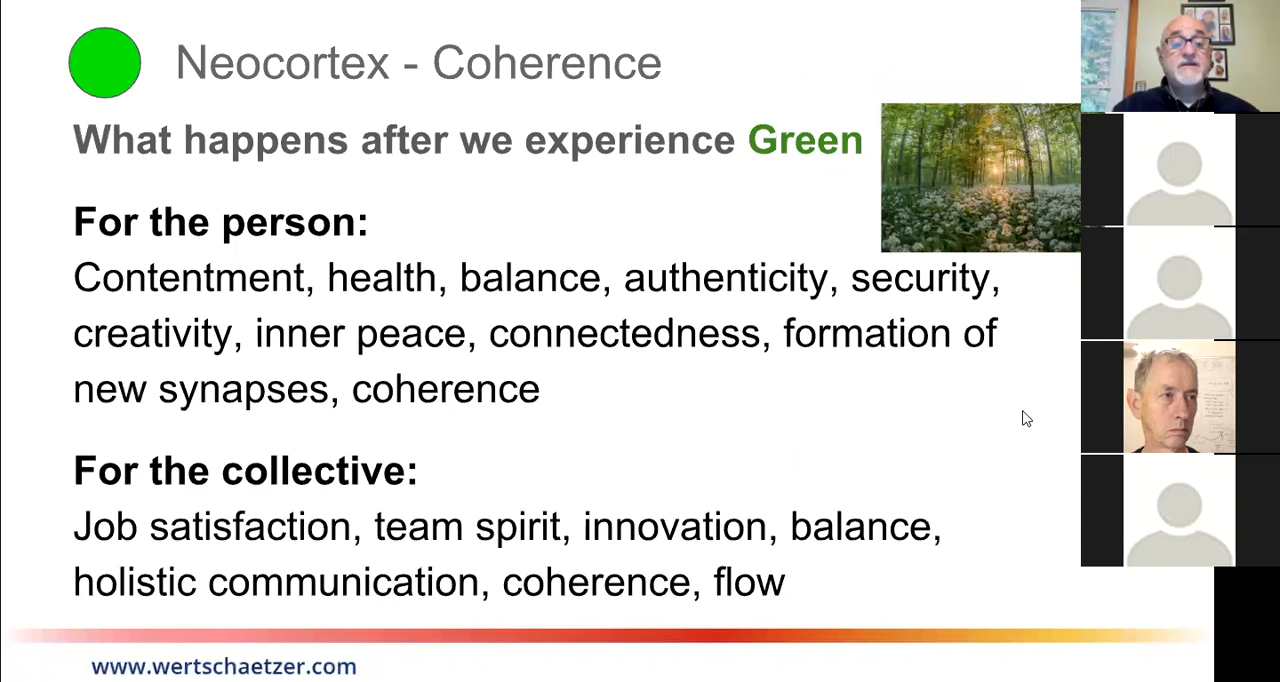 Neocortex - Coherence
What happens after we experience Green
For the person:
Contentment, health, balance, authenticity, security,
creativity, inner peace, connectedness, formation of
new synapses, coherence
For the collective:
Job satisfaction, team spirit, innovation, balance,
holistic communication, coherence, flow
www.wertschaetzer.com